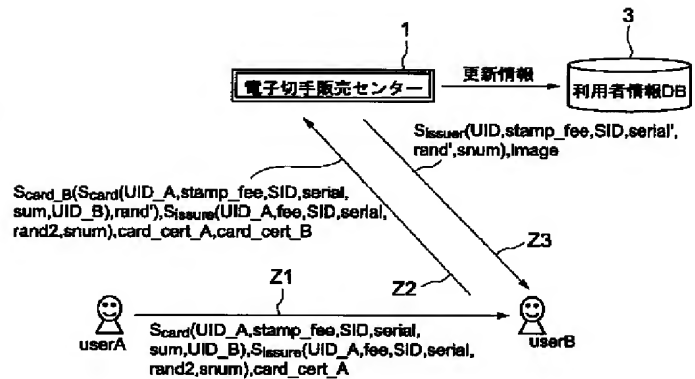 1
3
電子切手販売センター
更新情報
利用者情報DB
Sissuer(UID,stamp_fee,SID,serial',
rand',snum),image
Scard_B(Scard(UID_A,stamp_fee,SID,serial,
sum,UID_B),rand'),Sissure(UID_A,fee,SID,serial,
rand2,snum),card_cert_A,card_cert_B
Z3
Z1
Z2
userA
Scard(UID_A,stamp_fee,SID,serial,
sum,UID_B),Sissure(UID_A,fee,SID,serial,
rand2,snum),card_cert_A
userB